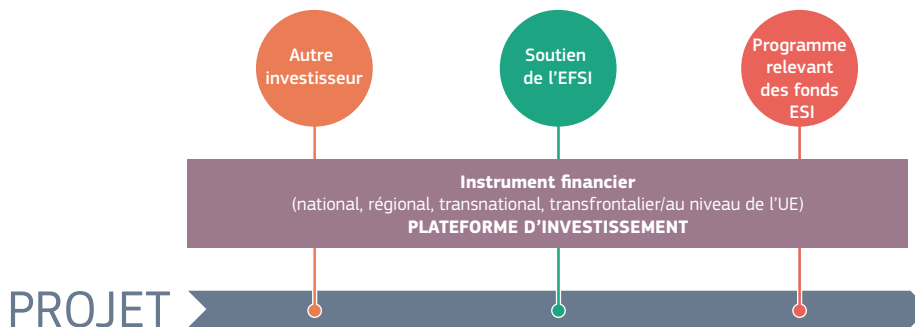 Autre
investisseur
Soutien
de l'EFSI
Programme
relevant
des fonds
ESI
Instrument financier
(national, régional, transnational, transfrontalier/au niveau de l'UE)
PLATEFORME D'INVESTISSEMENT
PROJET